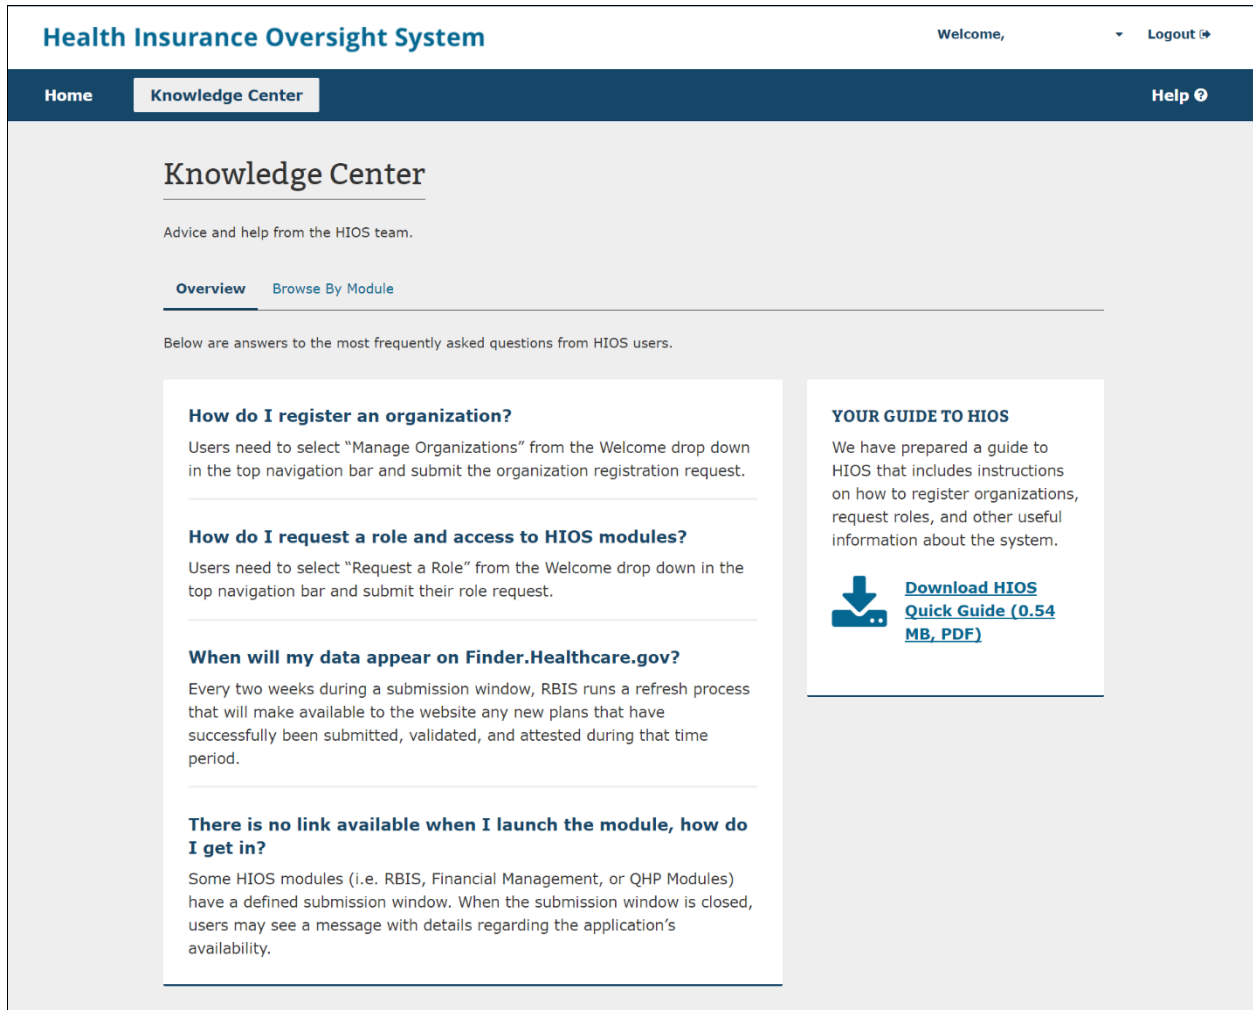 Health Insurance Oversight System
Welcome,
Logout
Home
Knowledge Center
Help
Knowledge Center
Advice and help from the HIOS team.
Overview
Browse By Module
Below are answers to the most frequently asked questions from HIOS users.
How do I register an organization?
Users need to select “Manage Organizations” from the Welcome drop down
in the top navigation bar and submit the organization registration request.
How do I request a role and access to HIOS modules?
Users need to select “Request a Role” from the Welcome drop down in the
top navigation bar and submit their role request.
When will my data appear on Finder.Healthcare.gov?
Every two weeks during a submission window, RBIS runs a refresh process
that will make available to the website any new plans that have
successfully been submitted, validated, and attested during that time
period.
There is no link available when I launch the module, how do
I get in?
Some HIOS modules (i.e. RBIS, Financial Management, or QHP Modules)
have a defined submission window. When the submission window is closed,
users may see a message with details regarding the application’s
availability.
YOUR GUIDE TO HIOS
We have prepared a guide to
HIOS that includes instructions
on how to register organizations,
request roles, and other useful
information about the system.
Download HIOS
Quick Guide (0.54
MB, PDF)